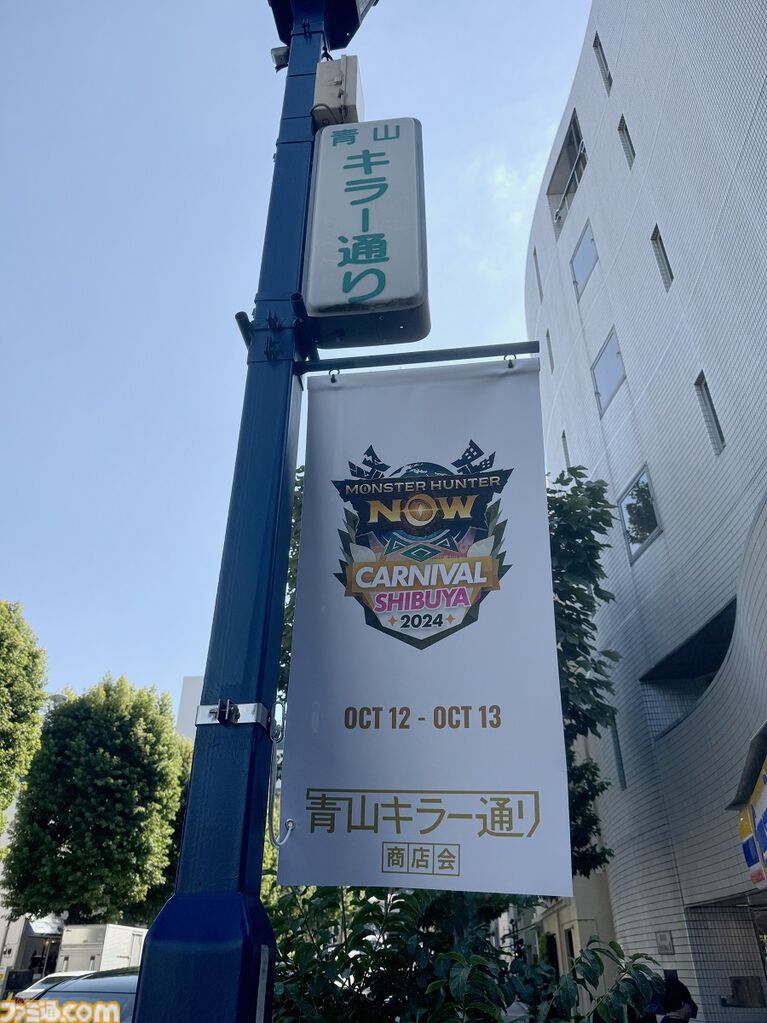 青山
キラー通り
MONSTER HUNTER
NOW
CARNIVAL
SHIBUYA
2024
OCT 12 - OCT 13
青山キラー通り
商店会
ファミ通.com